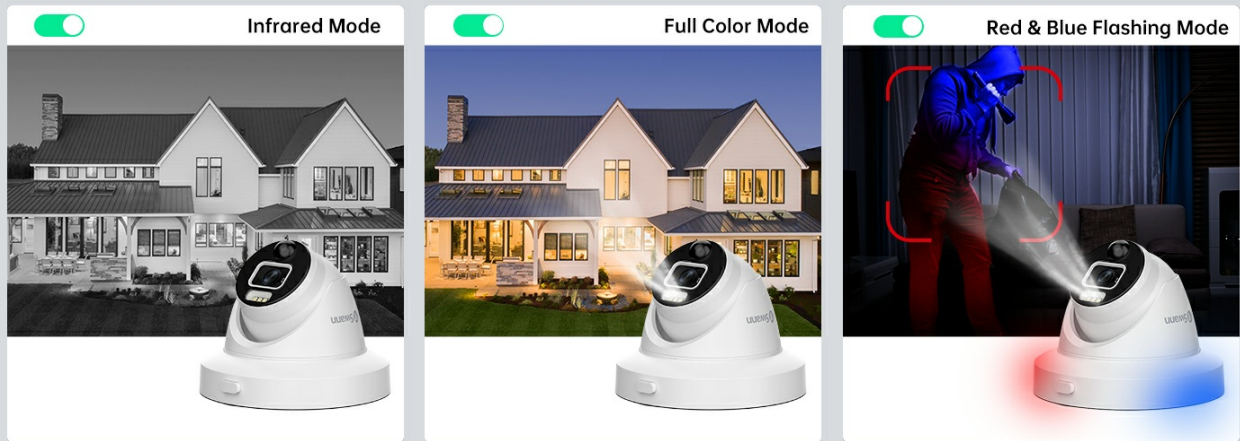 Infrared Mode
Full Color Mode
Red & Blue Flashing Mode
Swann
Swann
Swann